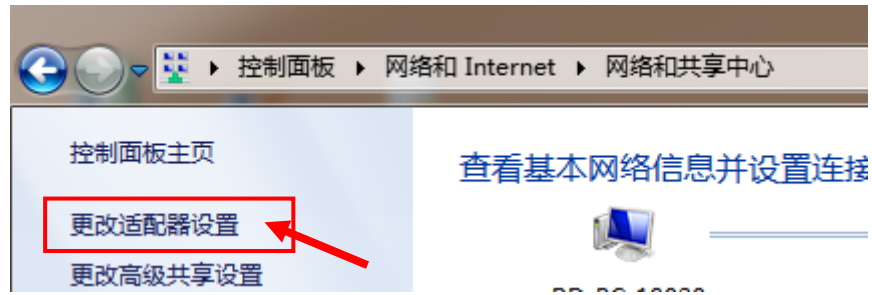 控制面板 ▸ 网络和 Internet ▸ 网络和共享中心
控制面板主页
查看基本网络信息并设置连接
更改适配器设置
更改高级共享设置